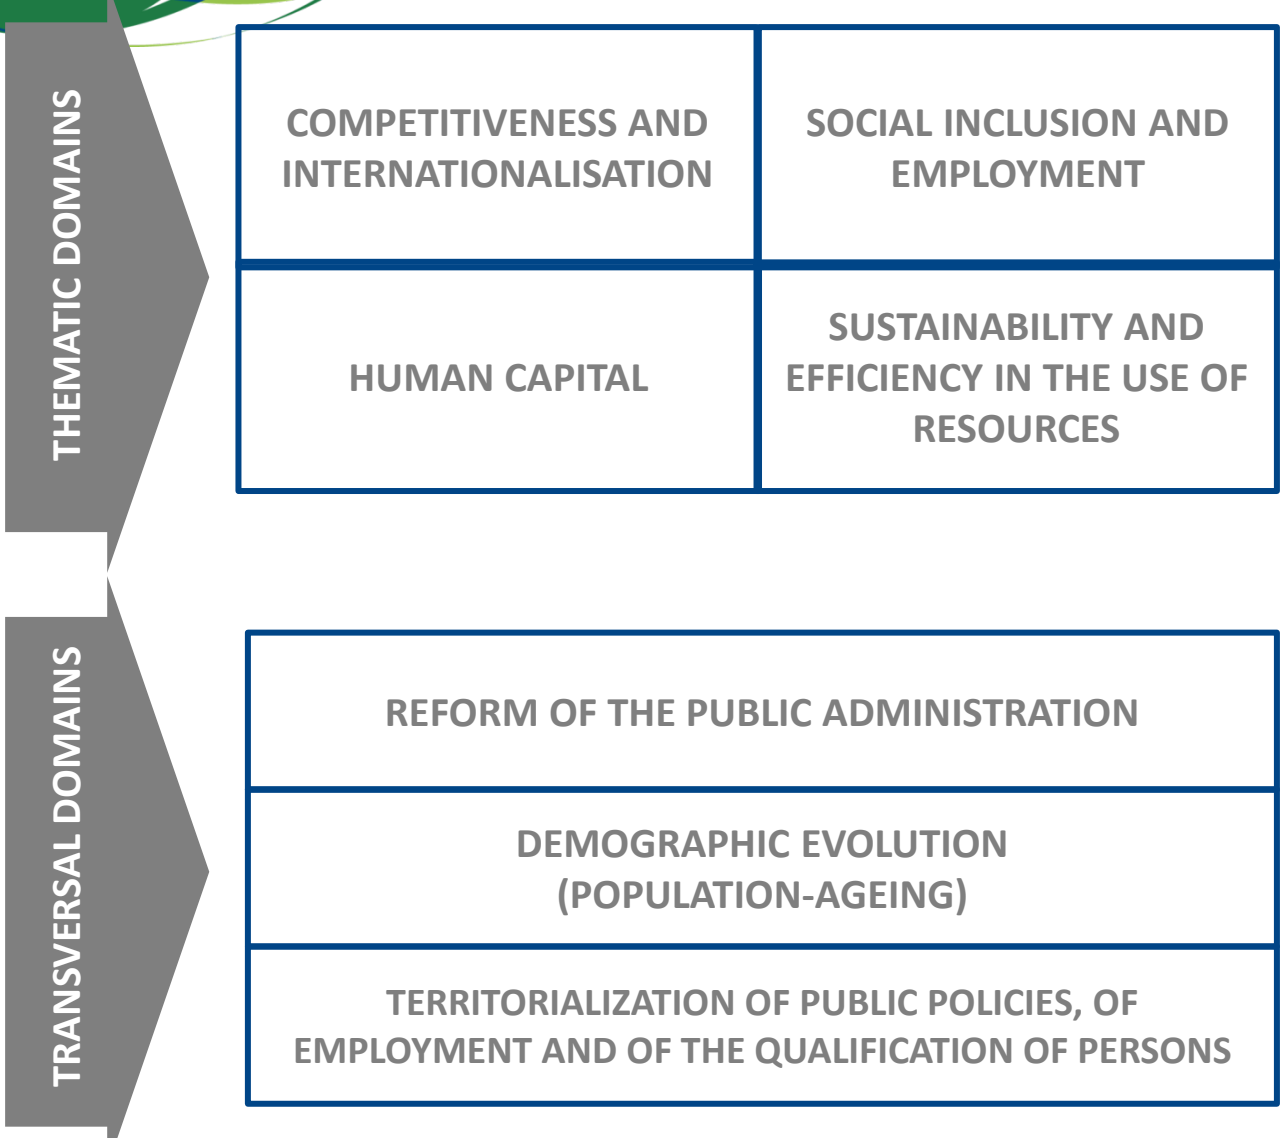 THEMATIC DOMAINS
COMPETITIVENESS AND
INTERNATIONALISATION
SOCIAL INCLUSION AND
EMPLOYMENT
HUMAN CAPITAL
SUSTAINABILITY AND
EFFICIENCY IN THE USE OF
RESOURCES
TRANSVERSAL DOMAINS
REFORM OF THE PUBLIC ADMINISTRATION
DEMOGRAPHIC EVOLUTION
(POPULATION-AGEING)
TERRITORIALIZATION OF PUBLIC POLICIES, OF
EMPLOYMENT AND OF THE QUALIFICATION OF PERSONS